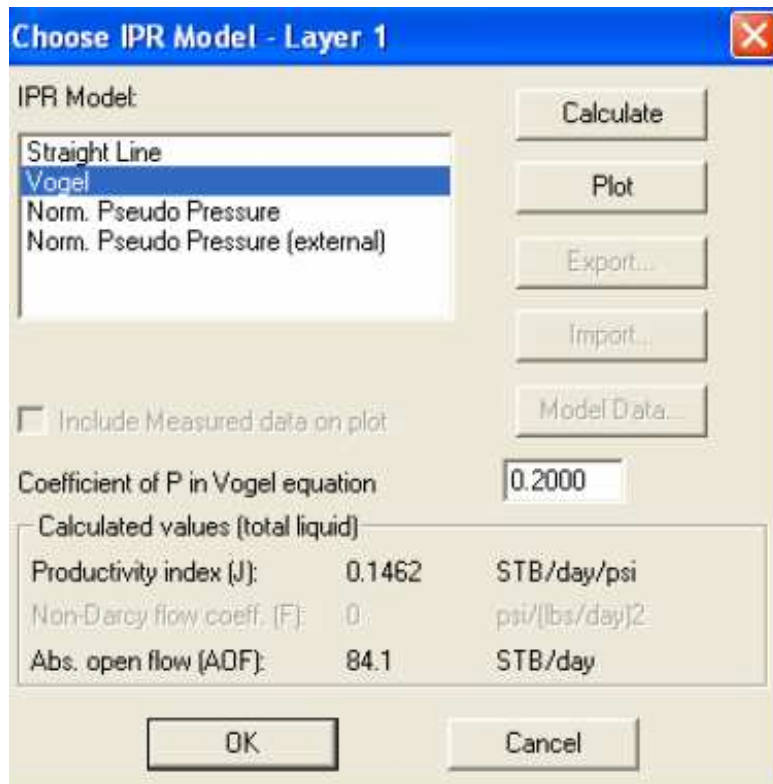 Choose IPR Model - Layer 1
IPR Model:
Straight Line
Vogel
Norm. Pseudo Pressure
Norm. Pseudo Pressure (external)
Calculate
Plot
Export...
Import...
Model Data...
Include Measured data on plot
Coefficient of P in Vogel equation 0.2000
Calculated values (total liquid)
Productivity index (J): 0.1462 STB/day/psi
Non-Darcy flow coeff. (F): 0 psi/(lbs/day)2
Abs. open flow (AOF): 84.1 STB/day
OK Cancel